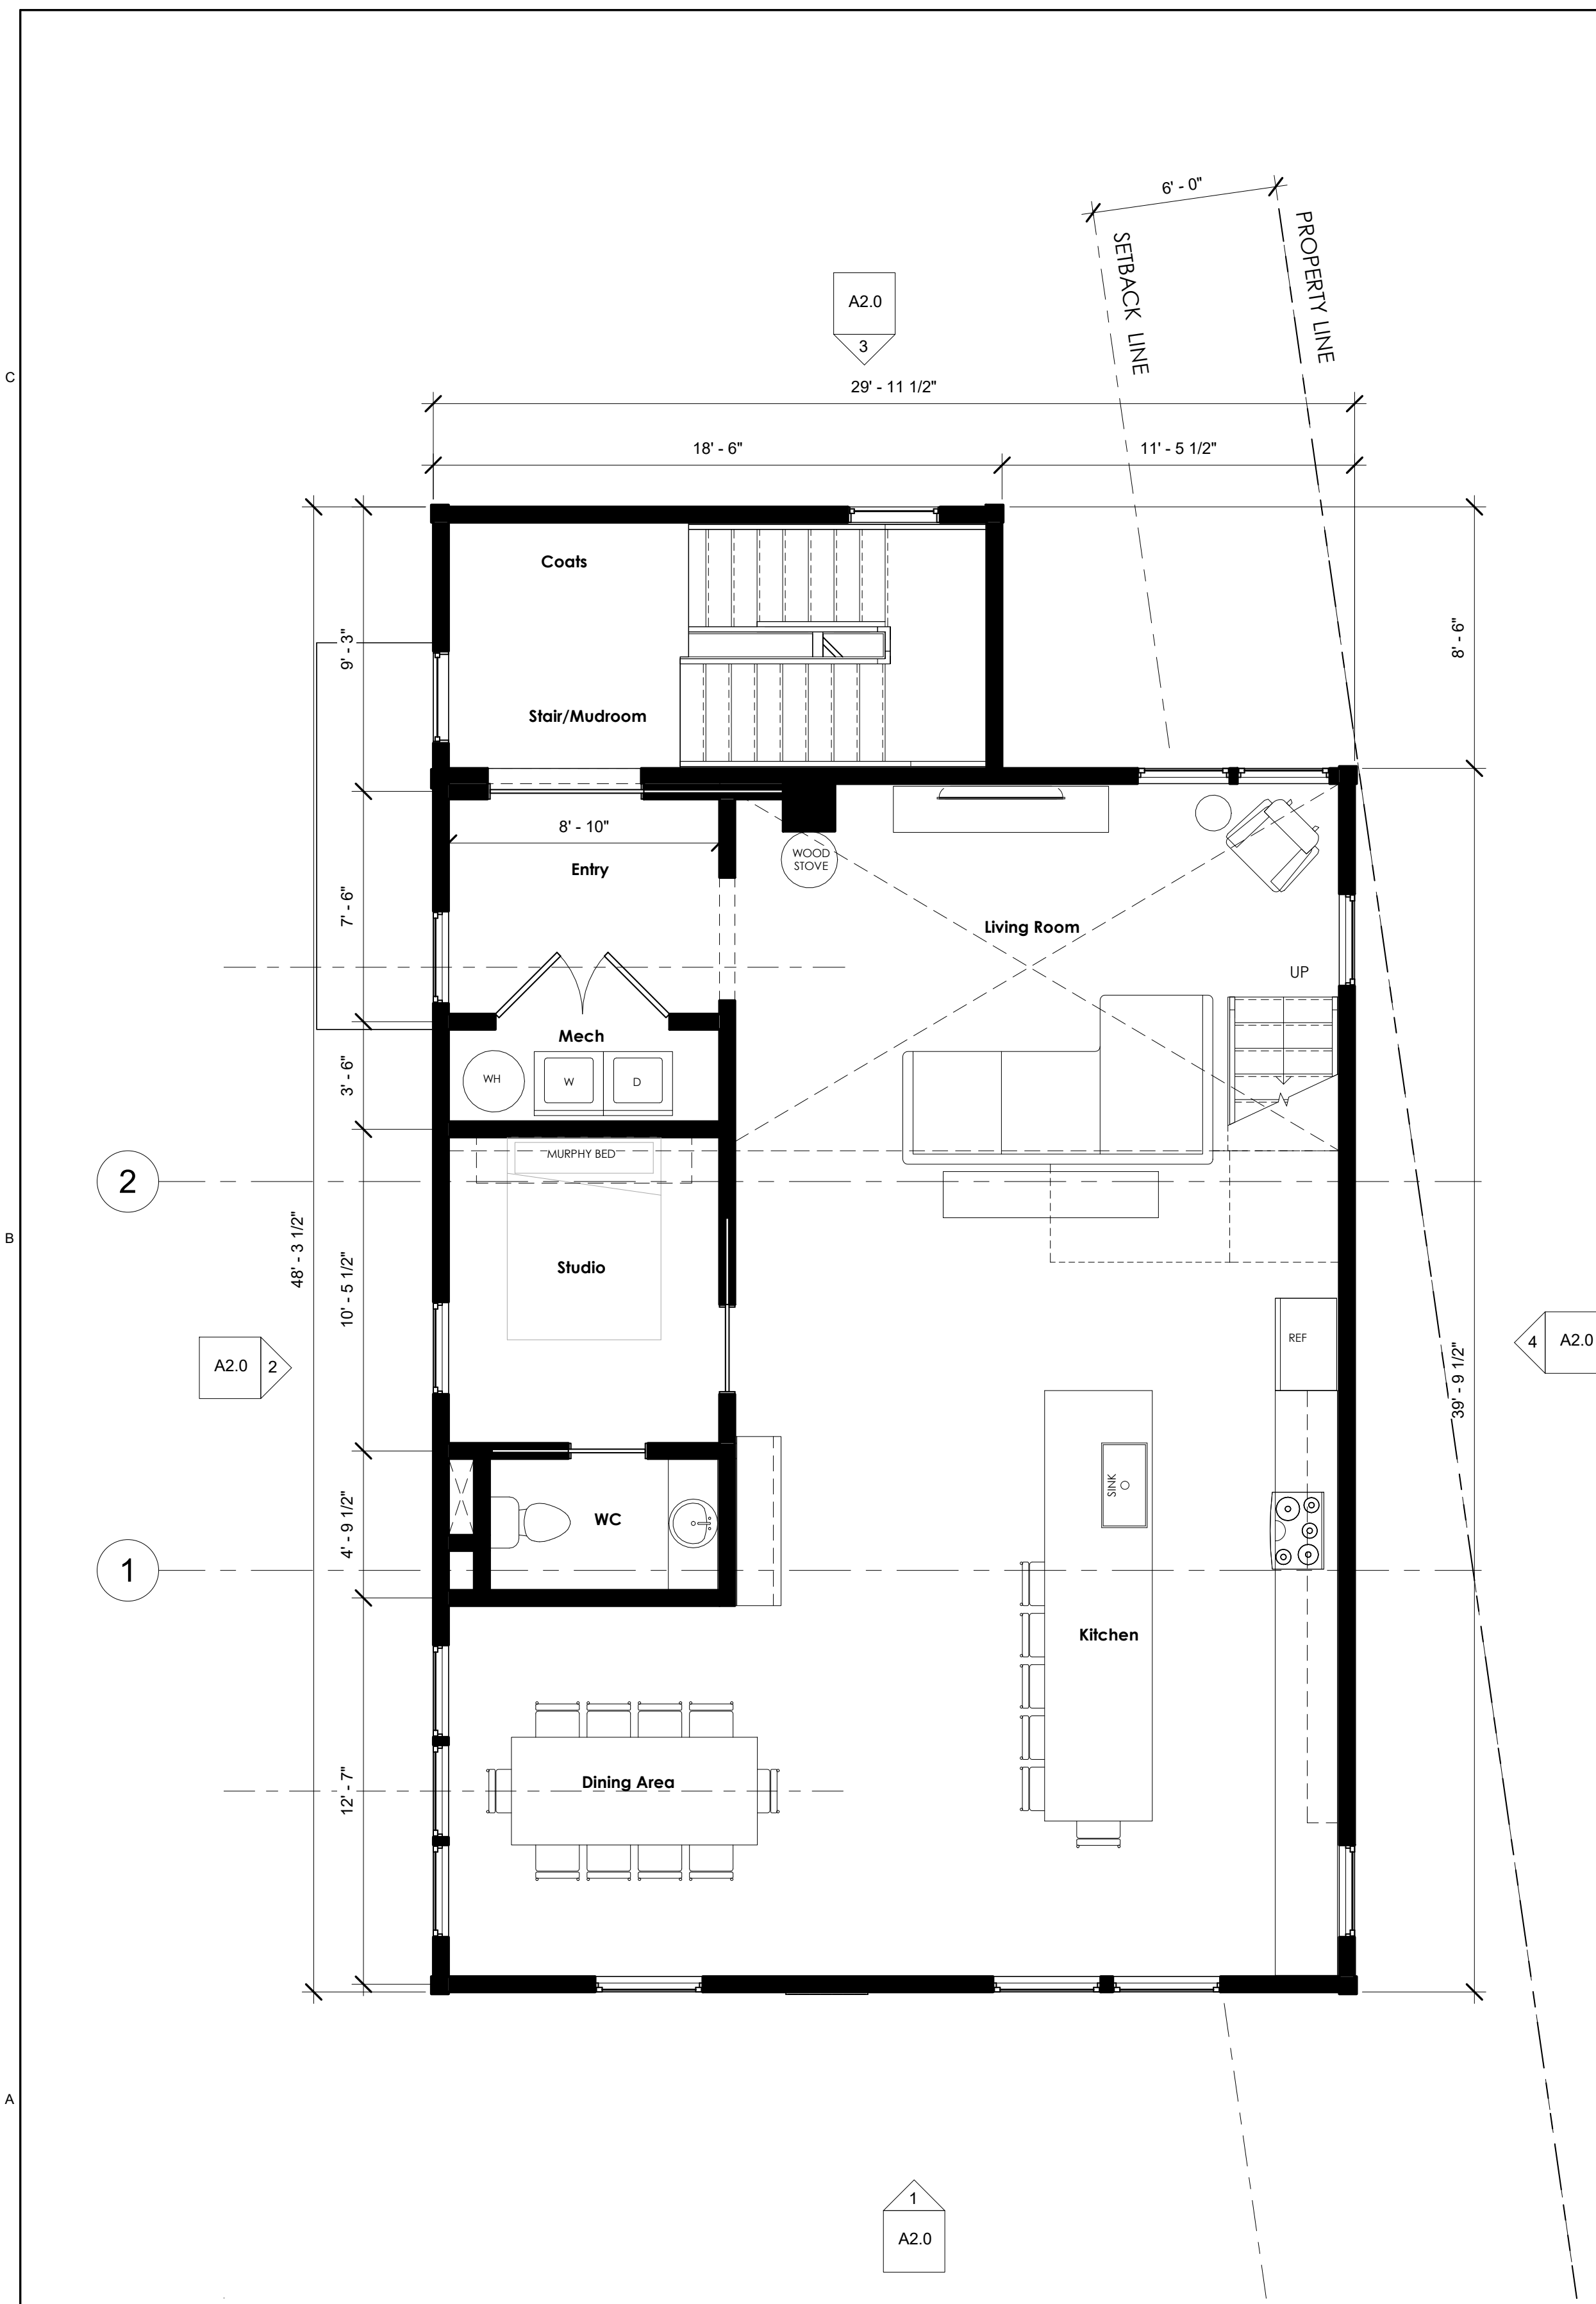 6' - 0"
SETBACK LINE
PROPERTY LINE
A2.0
3
C
29' - 11 1/2"
18' - 6"
11' - 5 1/2"
Coats
9' - 3"
8' - 6"
Stair/Mudroom
8' - 10"
Entry
WOOD
STOVE
7' - 6"
Living Room
UP
Mech
3' - 6"
WH
W
D
MURPHY BED
2
48' - 3 1/2"
B
Studio
10' - 5 1/2"
REF
A2.0
2
4
A2.0
39' - 9 1/2"
SINK
WC
4' - 9 1/2"
1
Kitchen
Dining Area
12' - 7"
A
1
A2.0